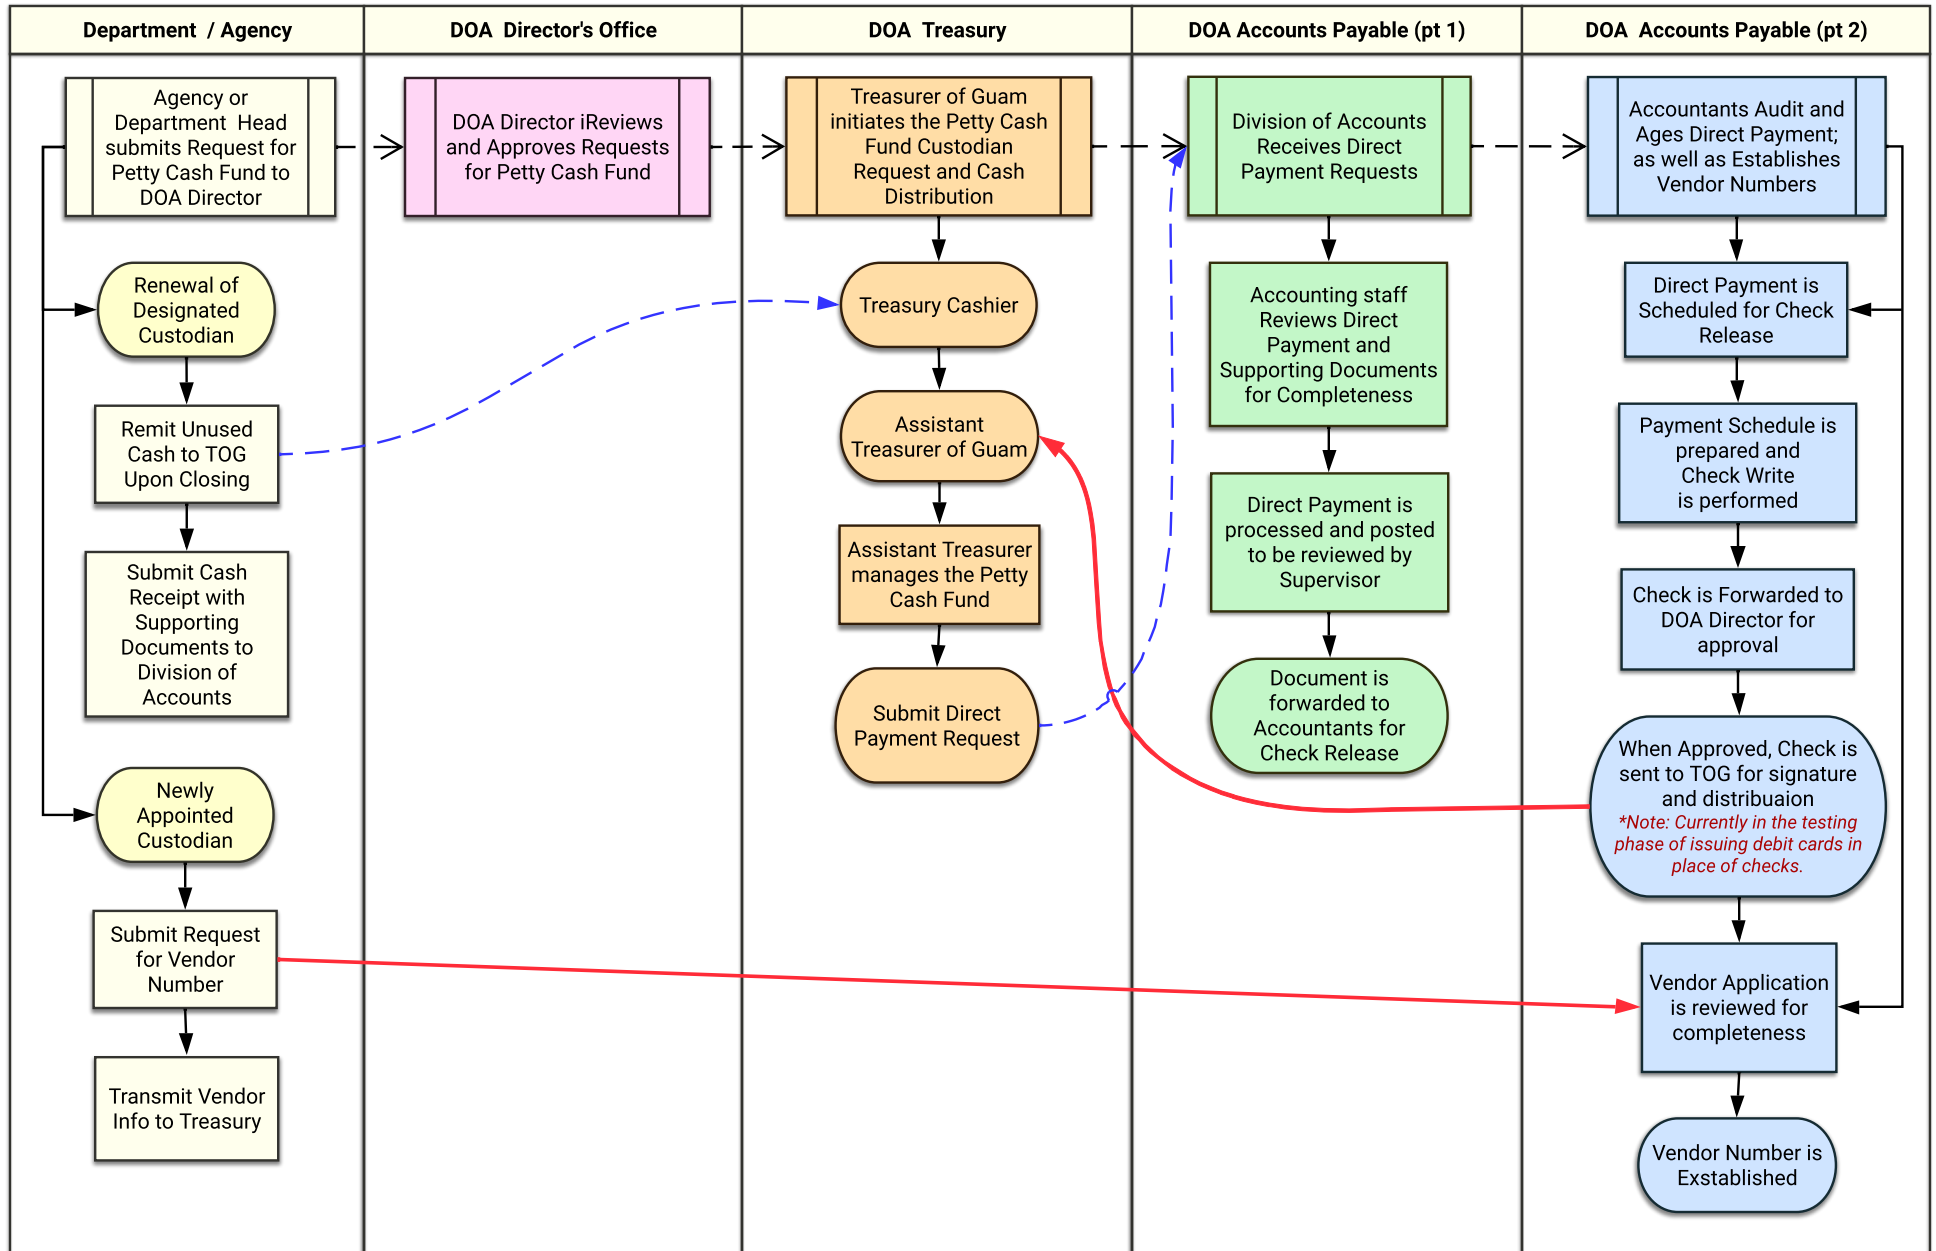 Department / Agency
DOA Director's Office
DOA Treasury
DOA Accounts Payable (pt 1)
DOA Accounts Payable (pt 2)
Agency or
Department Head
submits Request for
Petty Cash Fund to
DOA Director
DOA Director iReviews
and Approves Requests
for Petty Cash Fund
Treasurer of Guam
initiates the Petty Cash
Fund Custodian
Request and Cash
Distribution
Division of Accounts
Receives Direct
Payment Requests
Accountants Audit and
Ages Direct Payment;
as well as Establishes
Vendor Numbers
Renewal of
Designated
Custodian
Remit Unused
Cash to TOG
Upon Closing
Submit Cash
Receipt with
Supporting
Documents to
Division of
Accounts
Newly
Appointed
Custodian
Submit Request
for Vendor
Number
Transmit Vendor
Info to Treasury
Treasury Cashier
Assistant
Treasurer of Guam
Assistant Treasurer
manages the Petty
Cash Fund
Submit Direct
Payment Request
Accounting staff
Reviews Direct
Payment and
Supporting Documents
for Completeness
Direct Payment is
processed and posted
to be reviewed by
Supervisor
Document is
forwarded to
Accountants for
Check Release
Direct Payment is
Scheduled for Check
Release
Payment Schedule is
prepared and
Check Write
is performed
Check is Forwarded to
DOA Director for
approval
When Approved, Check is
sent to TOG for signature
and distribuaion
*Note: Currently in the testing
phase of issuing debit cards in
place of checks.
Vendor Application
is reviewed for
completeness
Vendor Number is
Exstablished